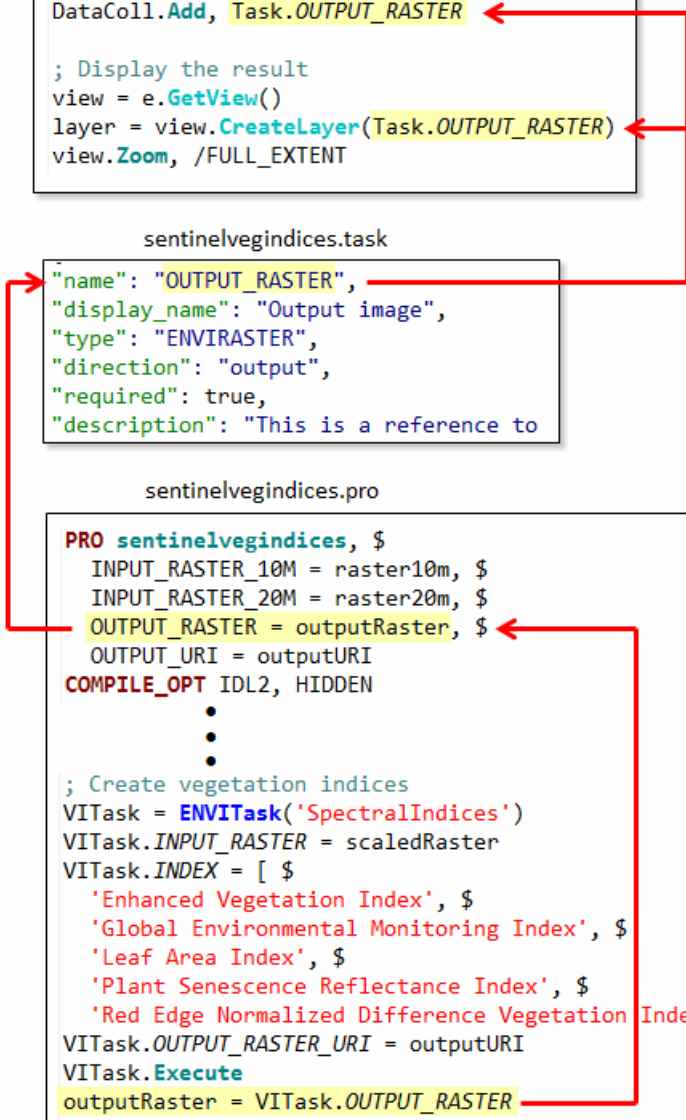 DataColl.Add, Task.OUTPUT_RASTER
; Display the result
view = e.GetView()
layer = view.CreateLayer(Task.OUTPUT_RASTER)
view.Zoom, /FULL_EXTENT
sentinelvegindices.task
"name": "OUTPUT_RASTER",
"display_name": "Output image",
"type": "ENVIRASTER",
"direction": "output",
"required": true,
"description": "This is a reference to
sentinelvegindices.pro
PRO sentinelvegindices, $
INPUT_RASTER_10M = raster10m, $
INPUT_RASTER_20M = raster20m, $
OUTPUT_RASTER = outputRaster, $
OUTPUT_URI = outputURI
COMPILE_OPT IDL2, HIDDEN
; Create vegetation indices
VITask = ENVITask('SpectralIndices')
VITask.INPUT_RASTER = scaledRaster
VITask.INDEX = [ $
'Enhanced Vegetation Index', $
'Global Environmental Monitoring Index', $
'Leaf Area Index', $
'Plant Senescence Reflectance Index', $
'Red Edge Normalized Difference Vegetation Inde
VITask.OUTPUT_RASTER_URI = outputURI
VITask.Execute
outputRaster = VITask.OUTPUT_RASTER